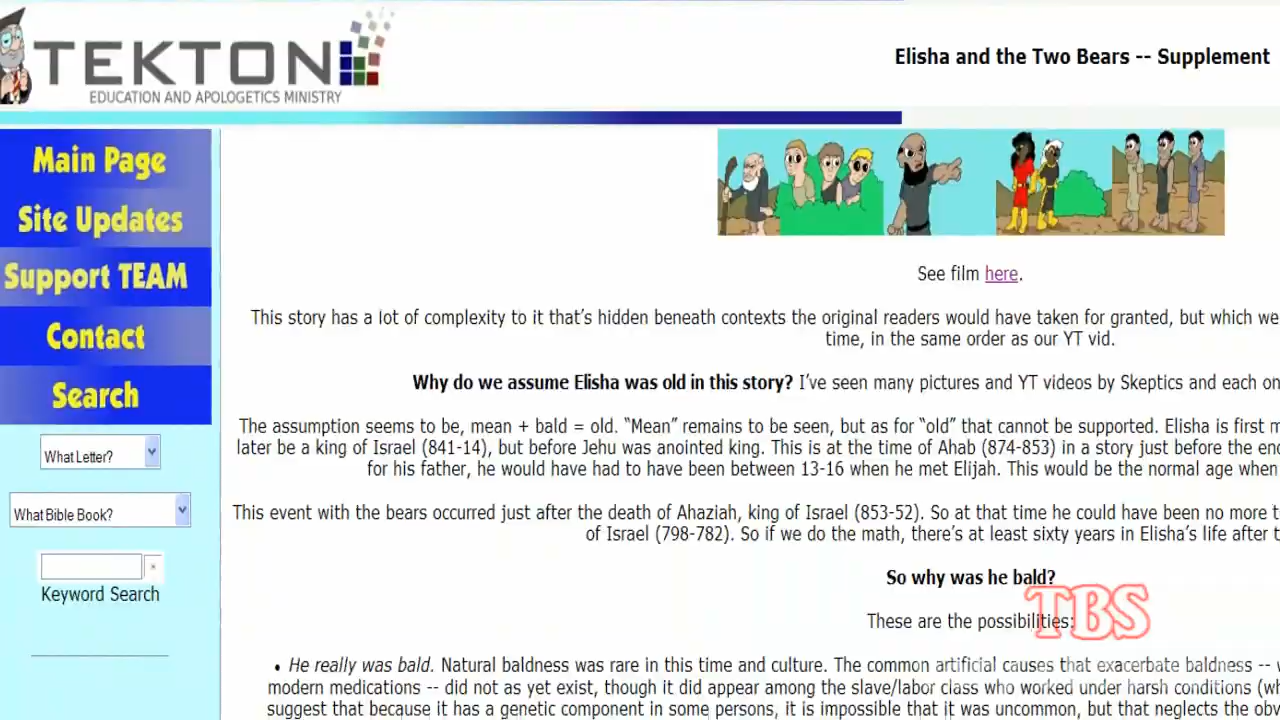 TEKTON
EDUCATION AND APOLOGETICS MINISTRY
Elisha and the Two Bears -- Supplement
Main Page
Site Updates
Support TEAM
Contact
Search
What Letter?
What Bible Book?
Keyword Search
See film here.
This story has a lot of complexity to it that’s hidden beneath contexts the original readers would have taken for granted, but which we
time, in the same order as our YT vid.
Why do we assume Elisha was old in this story? I’ve seen many pictures and YT videos by Skeptics and each on
The assumption seems to be, mean + bald = old. “Mean” remains to be seen, but as for “old” that cannot be supported. Elisha is first m
later be a king of Israel (841-14), but before Jehu was anointed king. This is at the time of Ahab (874-853) in a story just before the en
for his father, he would have had to have been between 13-16 when he met Elijah. This would be the normal age when
This event with the bears occurred just after the death of Ahaziah, king of Israel (853-52). So at that time he could have been no more t
of Israel (798-782). So if we do the math, there’s at least sixty years in Elisha’s life after t
So why was he bald?
These are the possibilities:
TBS
• He really was bald. Natural baldness was rare in this time and culture. The common artificial causes that exacerbate baldness --
modern medications -- did not as yet exist, though it did appear among the slave/labor class who worked under harsh conditions (wh
suggest that because it has a genetic component in some persons, it is impossible that it was uncommon, but that neglects the obv